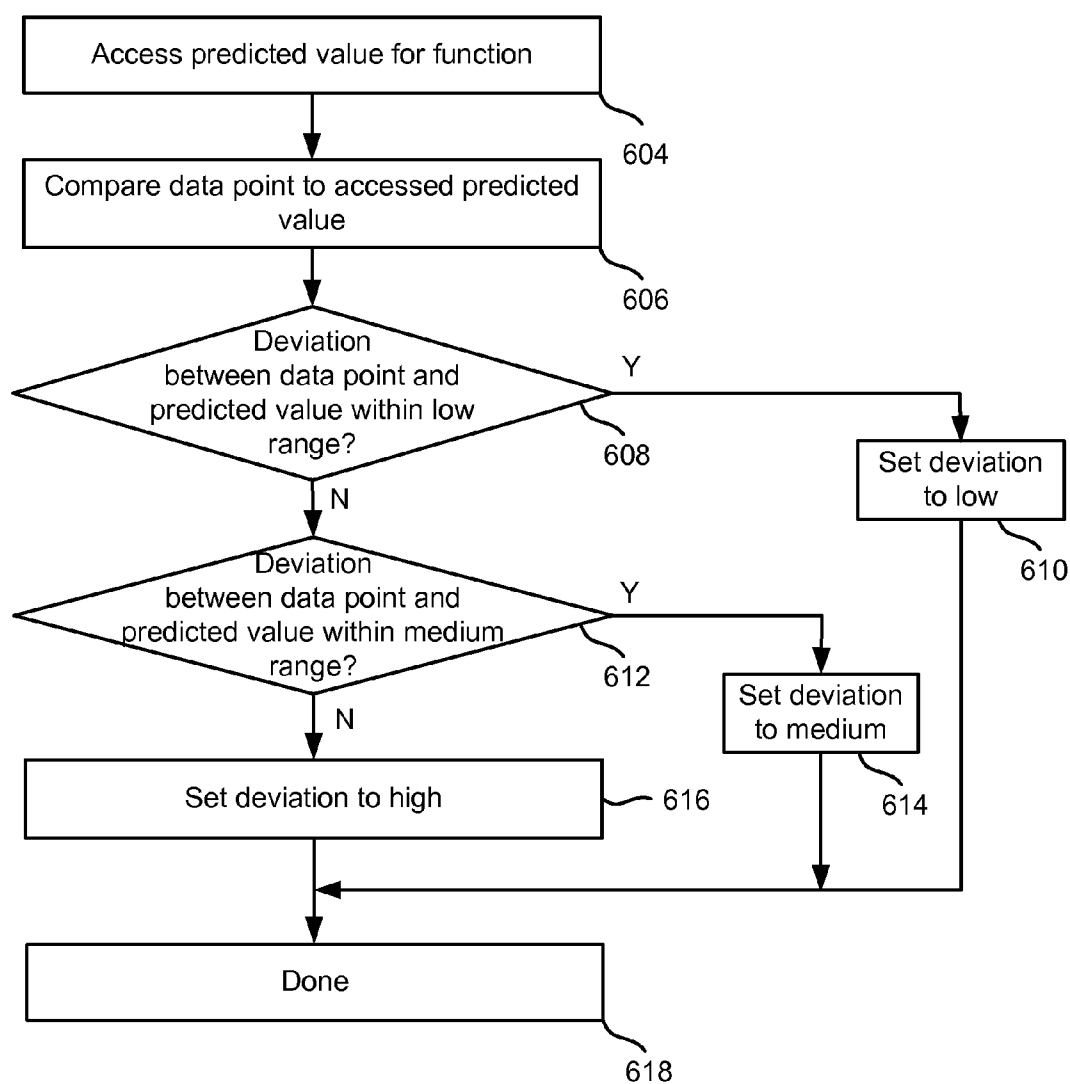 Access predicted value for function
604
Compare data point to accessed predicted
value
606
Deviation
between data point and
predicted value within low
range?
608
Y
Set deviation
to low
610
N
Deviation
between data point and
predicted value within medium
range?
612
Y
Set deviation
to medium
614
N
Set deviation to high
616
Done
618